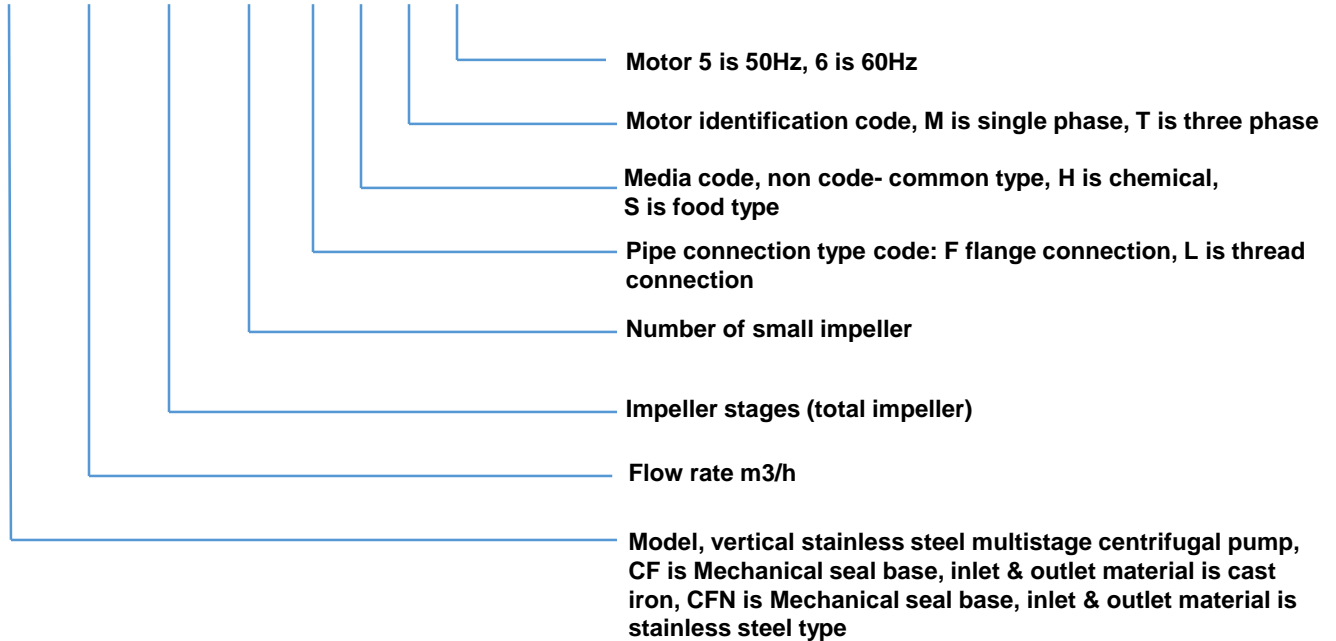 Motor 5 is 50Hz, 6 is 60Hz
Motor identification code, M is single phase, T is three phase
Media code, non code- common type, H is chemical,
S is food type
Pipe connection type code: F flange connection, L is thread
connection
Number of small impeller
Impeller stages (total impeller)
Flow rate m3/h
Model, vertical stainless steel multistage centrifugal pump,
CF is Mechanical seal base, inlet & outlet material is cast
iron, CFN is Mechanical seal base, inlet & outlet material is
stainless steel type